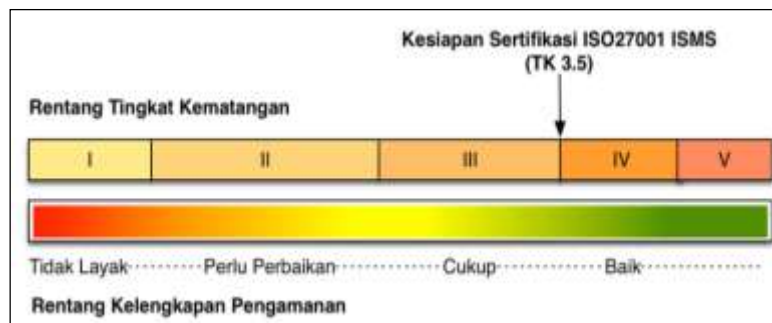 Kesiapan Sertifikasi ISO27001 ISMS
(TK 3.5)
Rentang Tingkat Kematangan
I II III IV V
Tidak Layak·········Perlu Perbaikan·············Cukup·············Baik··············
Rentang Kelengkapan Pengamanan